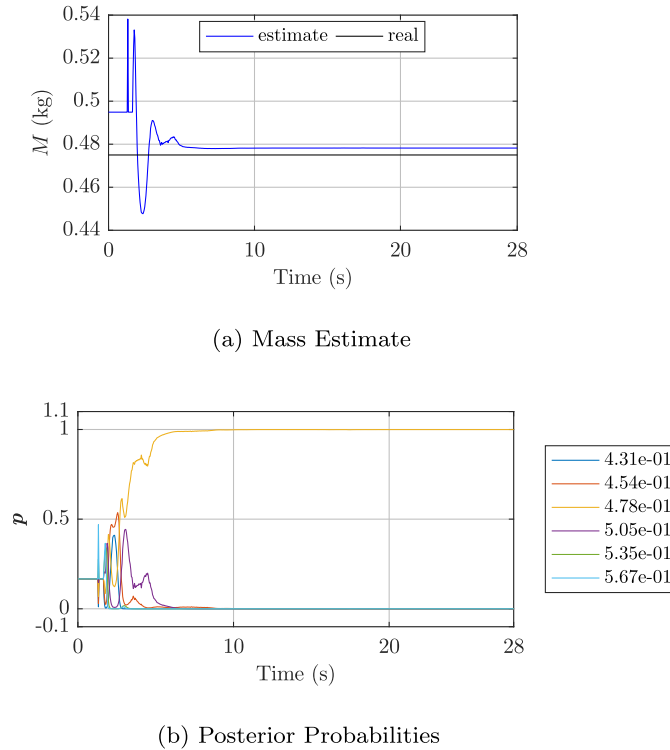 0.54
0.52
0.5
0.48
0.46
0.44
M (kg)
estimate
real
0
10
20
28
Time (s)
(a) Mass Estimate
1.1
1
0.5
0
-0.1
p
0
10
20
28
Time (s)
4.31e-01
4.54e-01
4.78e-01
5.05e-01
5.35e-01
5.67e-01
(b) Posterior Probabilities